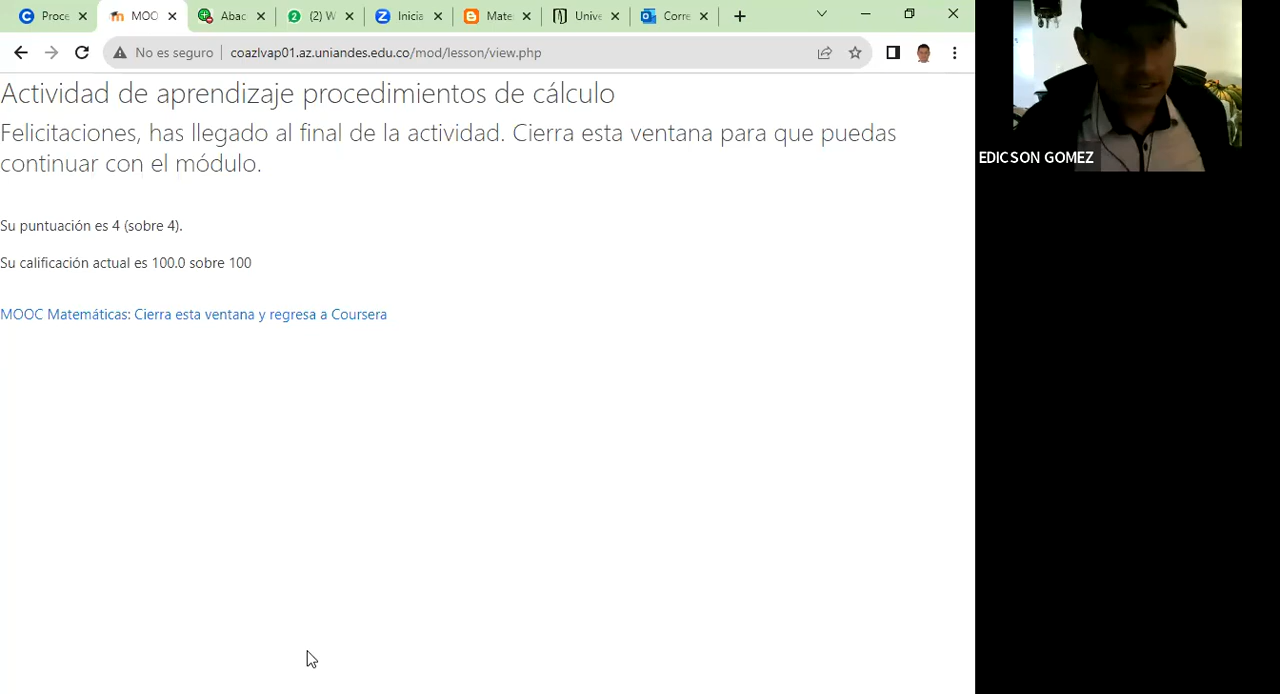 Proce
MOO
Abac
(2) W
Inicia
Mate
Unive
Corre
No es seguro
coazlvap01.az.uniandes.edu.co/mod/lesson/view.php
Actividad de aprendizaje procedimientos de cálculo
Felicitaciones, has llegado al final de la actividad. Cierra esta ventana para que puedas
continuar con el módulo.
Su puntuación es 4 (sobre 4).
Su calificación actual es 100.0 sobre 100
MOOC Matemáticas: Cierra esta ventana y regresa a Coursera
EDICSON GOMEZ